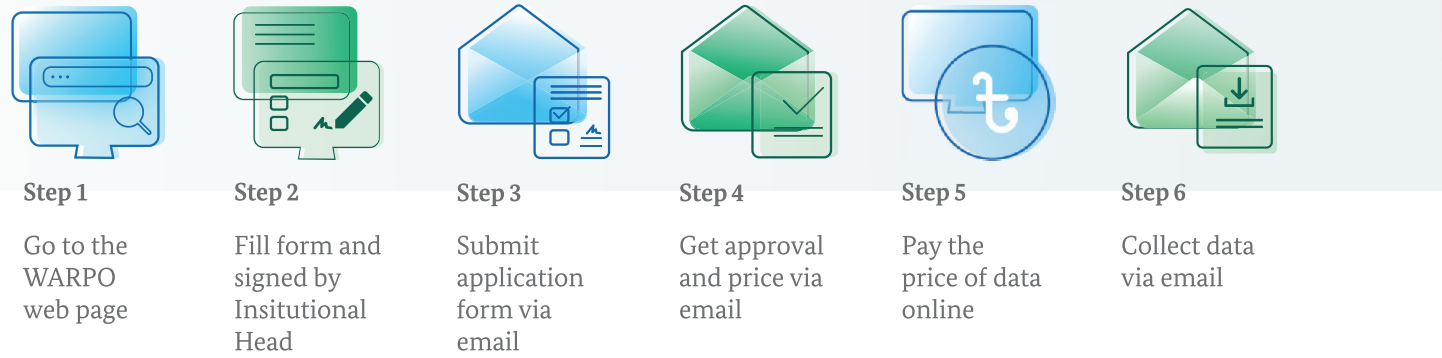 Step 1
Go to the
WARPO
web page
Step 2
Fill form and
signed by
Insitutional
Head
Step 3
Submit
application
form via
email
Step 4
Get approval
and price via
email
Step 5
Pay the
price of data
online
Step 6
Collect data
via email